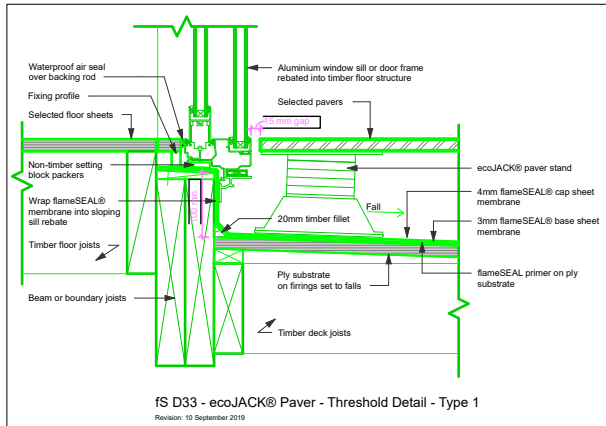 Waterproof air seal
over backing rod
Fixing profile
Selected floor sheets
Non-timber setting
block packers
Wrap flameSEAL®
membrane into sloping
sill rebate
Timber floor joists
Beam or boundary joists
Aluminium window sill or door frame
rebated into timber floor structure
15 mm gap
Selected pavers
ecoJACK® paver stand
4mm flameSEAL® cap sheet
membrane
Fall
3mm flameSEAL® base sheet
membrane
20mm timber fillet
flameSEAL primer on ply
substrate
Ply substrate
on firrings set to falls
Timber deck joists
fS D33 - ecoJACK® Paver - Threshold Detail - Type 1
Revision: 10 September 2019